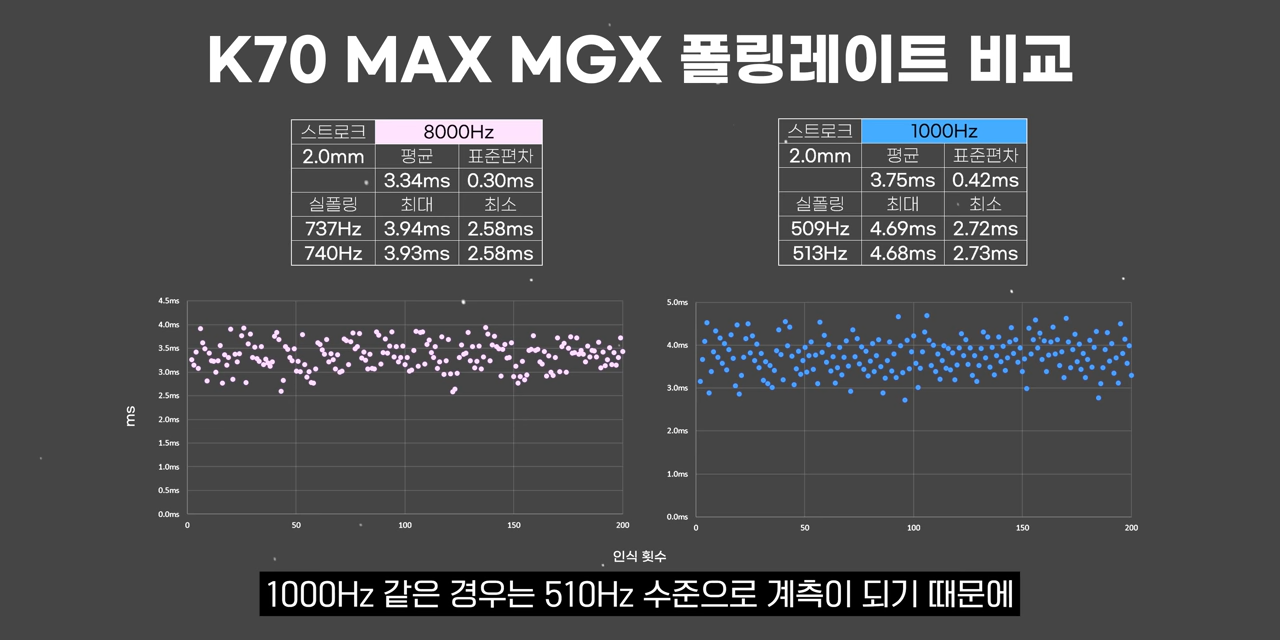 K70 MAX MGX 폴링레이트 비교
스트로크 8000Hz
2.0mm 평균 표준편차
3.34ms 0.30ms
실폴링 최대 최소
737Hz 3.94ms 2.58ms
740Hz 3.93ms 2.58ms
스트로크 1000Hz
2.0mm 평균 표준편차
3.75ms 0.42ms
실폴링 최대 최소
509Hz 4.69ms 2.72ms
513Hz 4.68ms 2.73ms
ms
4.5ms
4.0ms
3.5ms
3.0ms
2.5ms
2.0ms
1.5ms
1.0ms
0.5ms
0.0ms
0 50 100 150 200
5.0ms
4.0ms
3.0ms
2.0ms
1.0ms
0.0ms
0 50 100 150 200
인식 횟수
1000Hz 같은 경우는 510Hz 수준으로 계측이 되기 때문에